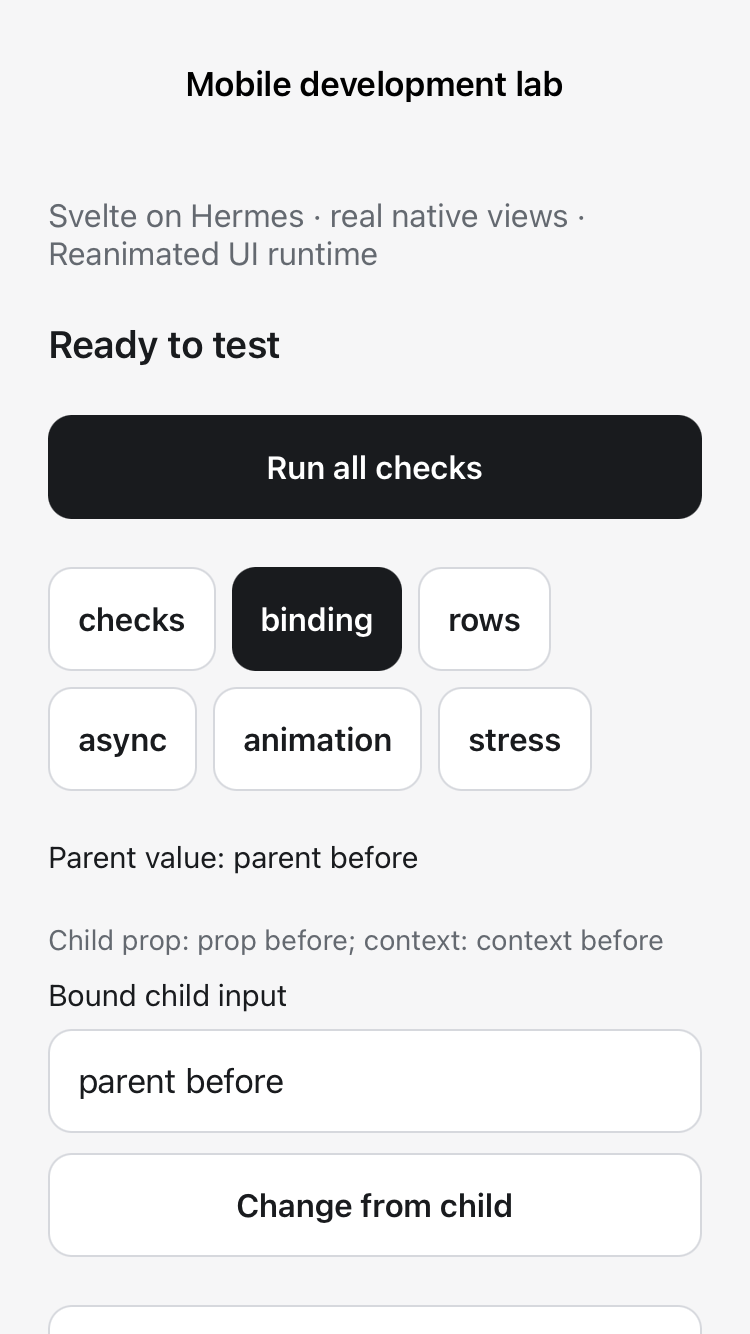 Mobile development lab
Svelte on Hermes · real native views ·
Reanimated UI runtime
Ready to test
Run all checks
checks
binding
rows
async
animation
stress
Parent value: parent before
Child prop: prop before; context: context before
Bound child input
parent before
Change from child